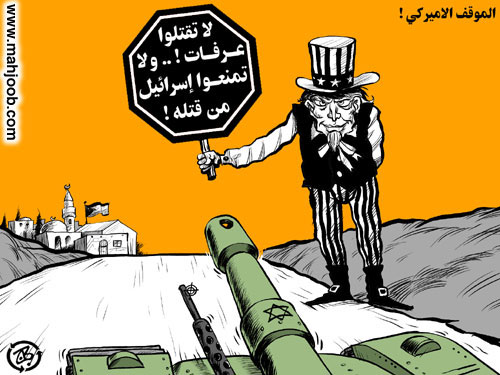 الموقف الاميركي !
لا تقتلوا
عرفات ! .. ولا
تمنعوا إسرائيل
من قتله !
www.mahjoob.com